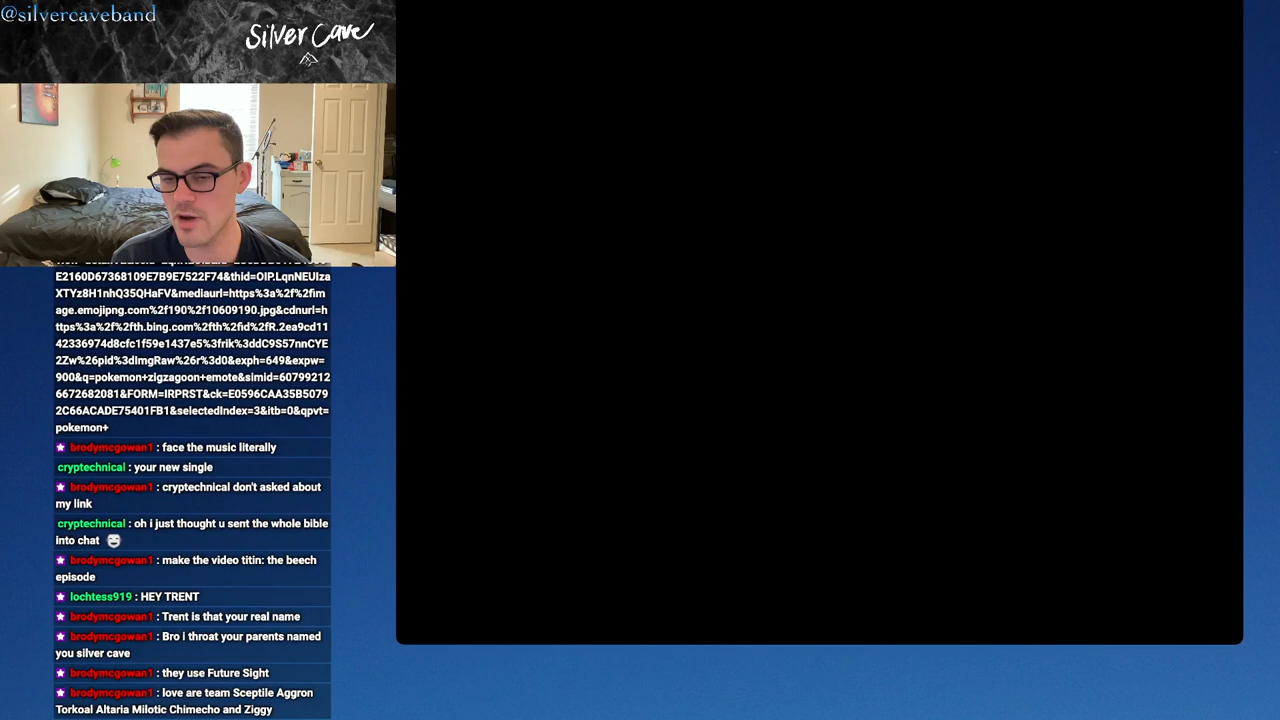 @silvercaveband
Silver Cave
E2160D67368109E7B9E7522F74&thid=OIP.LqnNEUIza
XTYz8H1nhQ35QHaFV&mediaurl=https%3a%2f%2fim
age.emojipng.com%2f190%2f10609190.jpg&cdnurl=h
ttps%3a%2f%2fth.bing.com%2fth%2fid%2fR.2ea9cd11
42336974d8cfc1f59e1437e5%3frik%3ddC9S57nnCYE
2Zw%26pid%3dImgRaw%26r%3d0&exph=649&expw=
900&q=pokemon+zigzagoon+emote&simid=60799212
6672682081&FORM=IRPRST&ck=E0596CAA35B5079
2C66ACADE75401FB1&selectedIndex=3&itb=0&qpvt=
pokemon+
brodymcgowan1 : face the music literally
cryptechnical : your new single
brodymcgowan1 : cryptechnical don't asked about
my link
cryptechnical : oh i just thought u sent the whole bible
into chat
brodymcgowan1 : make the video titin: the beech
episode
lochtess919 : HEY TRENT
brodymcgowan1 : Trent is that your real name
brodymcgowan1 : Bro i throat your parents named
you silver cave
brodymcgowan1 : they use Future Sight
brodymcgowan1 : love are team Sceptile Aggron
Torkoal Altaria Milotic Chimecho and Ziggy